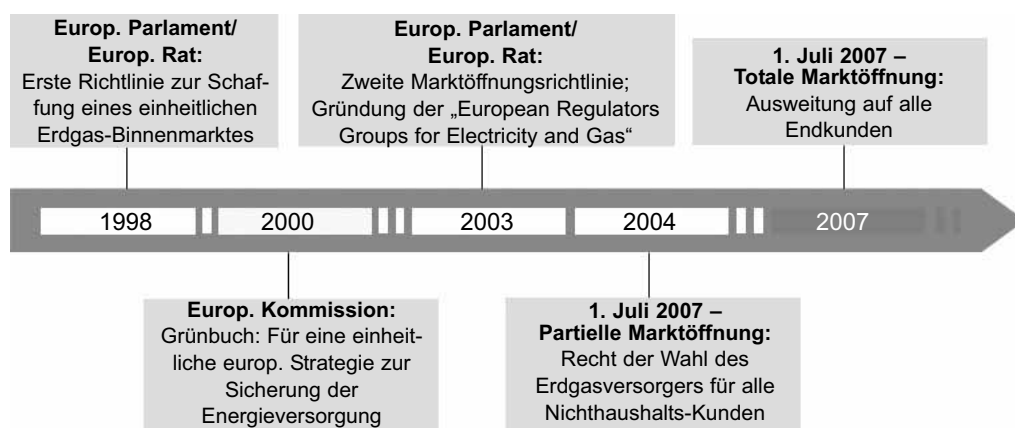 Europ. Parlament/
Europ. Rat:
Erste Richtlinie zur Schaf-
fung eines einheitlichen
Erdgas-Binnenmarktes
Europ. Parlament/
Europ. Rat:
Zweite Marktöffnungsrichtlinie;
Gründung der „European Regulators
Groups for Electricity and Gas“
1. Juli 2007 –
Totale Marktöffnung:
Ausweitung auf alle
Endkunden
1998
2000
2003
2004
2007
Europ. Kommission:
Grünbuch: Für eine einheit-
liche europ. Strategie zur
Sicherung der
Energieversorgung
1. Juli 2007 –
Partielle Marktöffnung:
Recht der Wahl des
Erdgasversorgers für alle
Nichthaushalts-Kunden